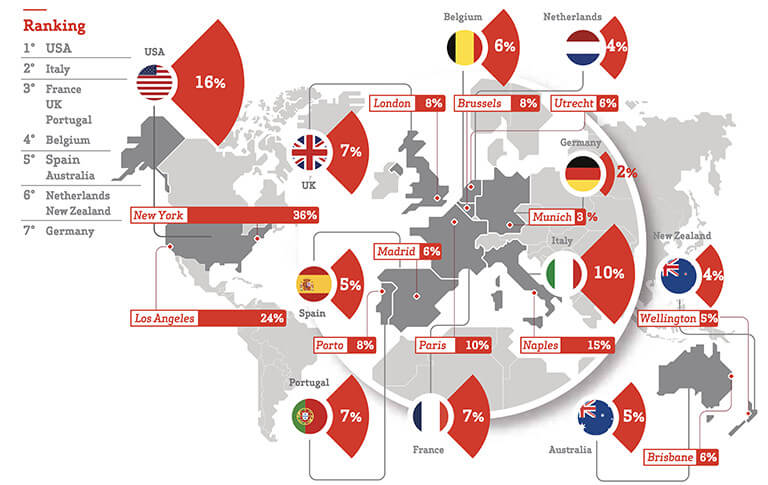 Ranking
1° USA
2° Italy
3° France
UK
Portugal
4° Belgium
5° Spain
Australia
6° Netherlands
New Zealand
7° Germany
USA
16%
Belgium
6%
Netherlands
4%
London 8%
Brussels 8%
Utrecht 6%
UK
7%
Germany
2%
New York 36%
Munich 3 %
Madrid 6%
Italy
10%
New Zealand
4%
Spain
5%
Los Angeles 24%
Porto 8%
Paris 10%
Naples 15%
Wellington 5%
Portugal
7%
France
7%
Australia
5%
Brisbane 6%